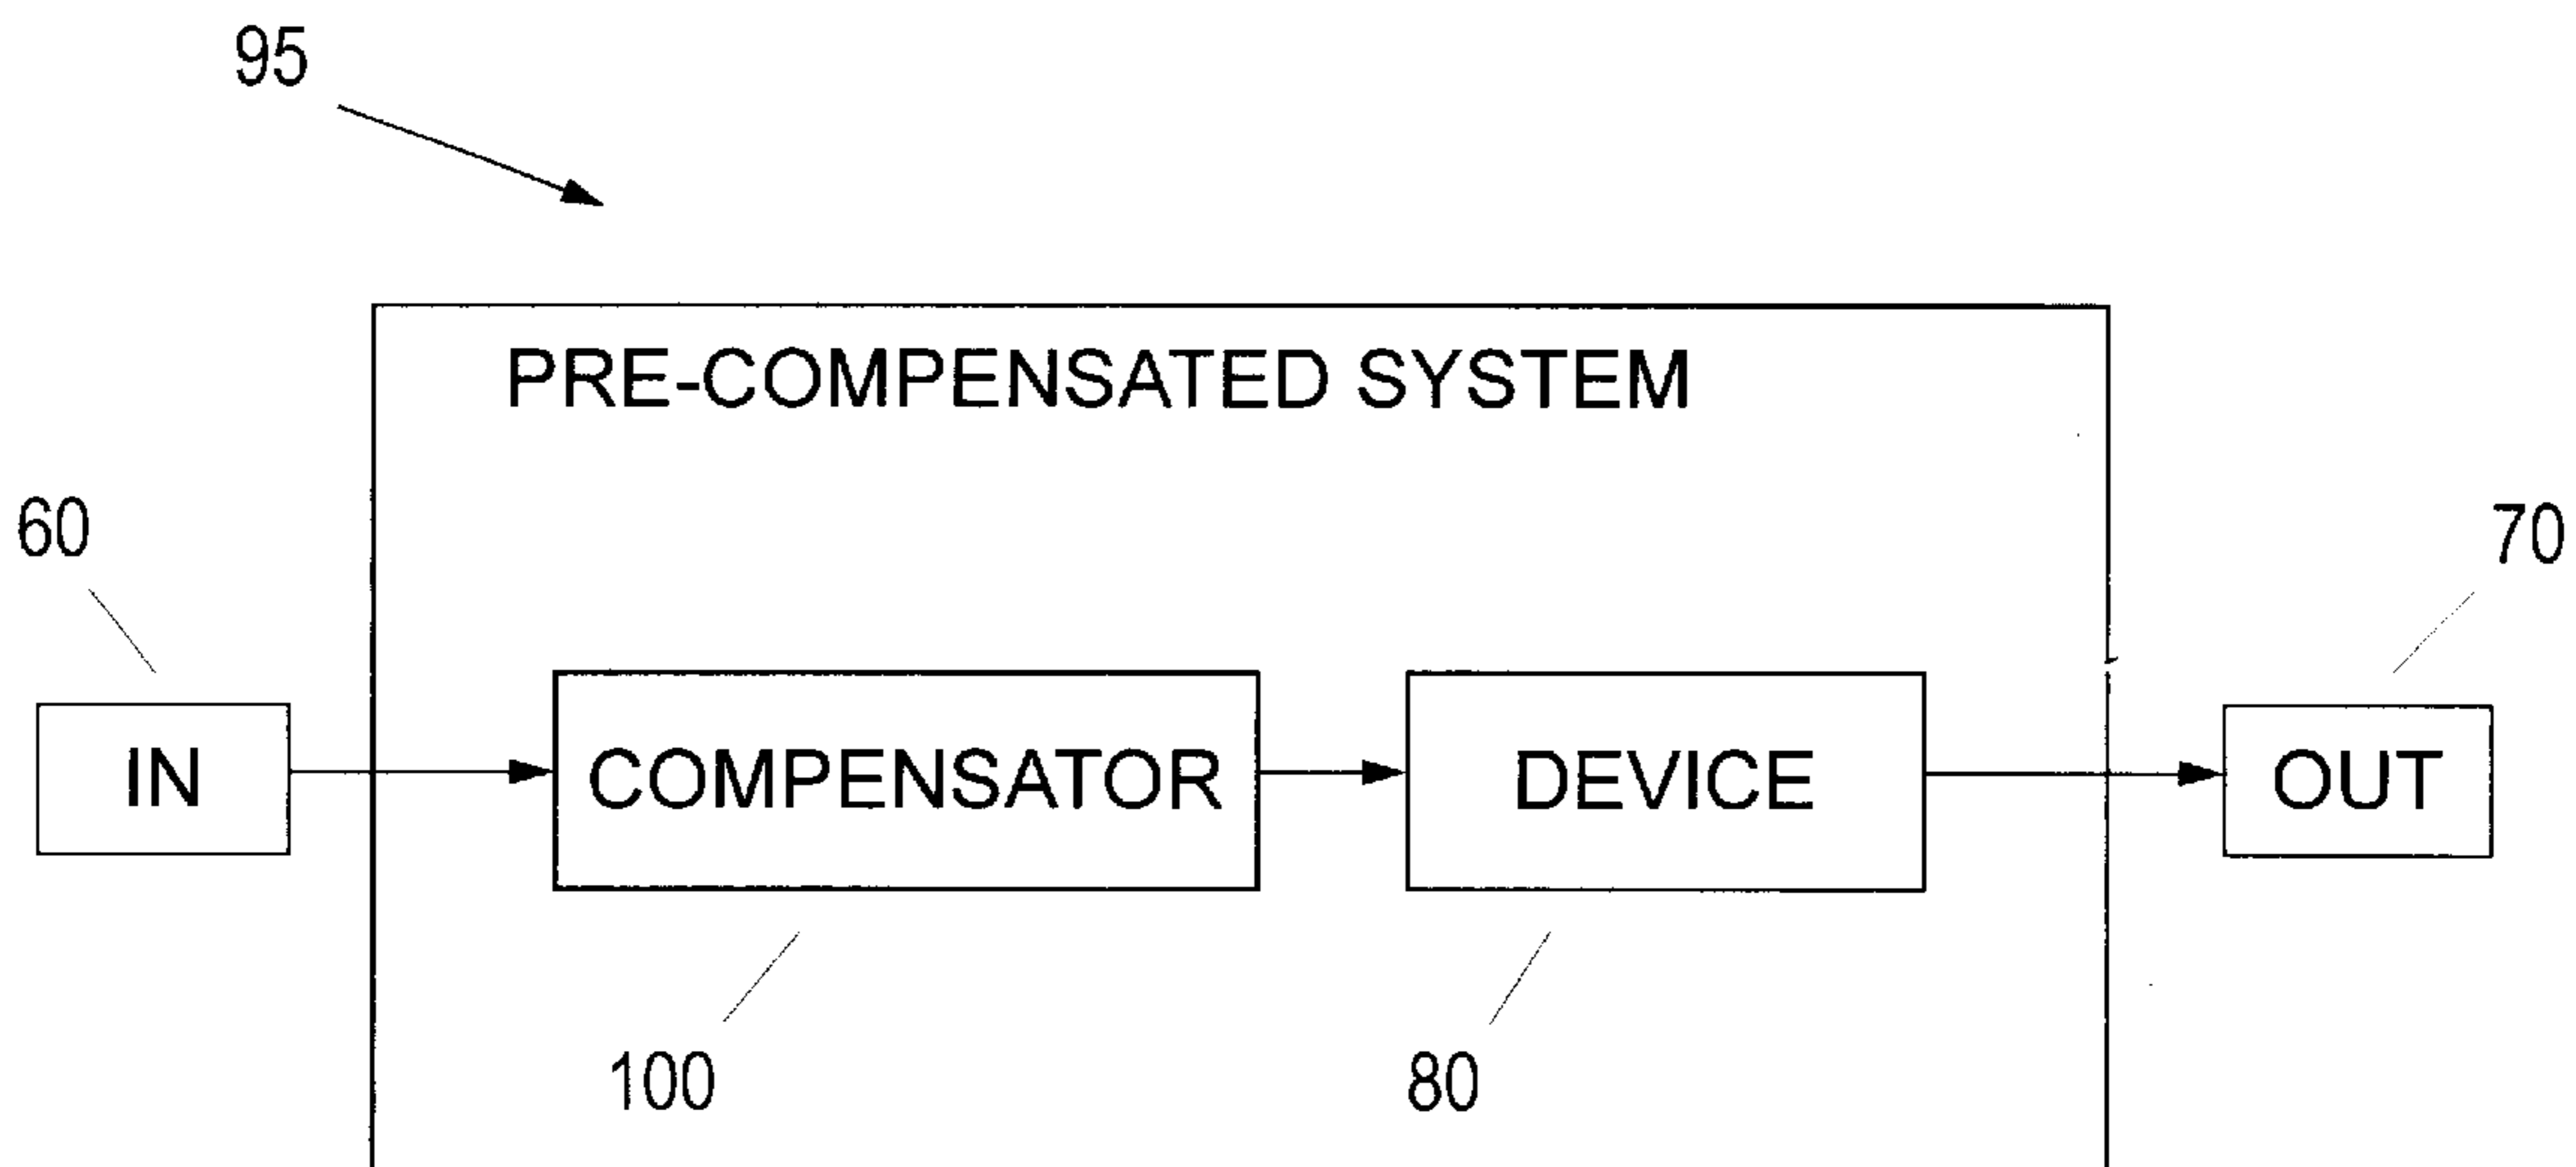 95
PRE-COMPENSATED SYSTEM
60
70
IN
COMPENSATOR
DEVICE
OUT
100
80